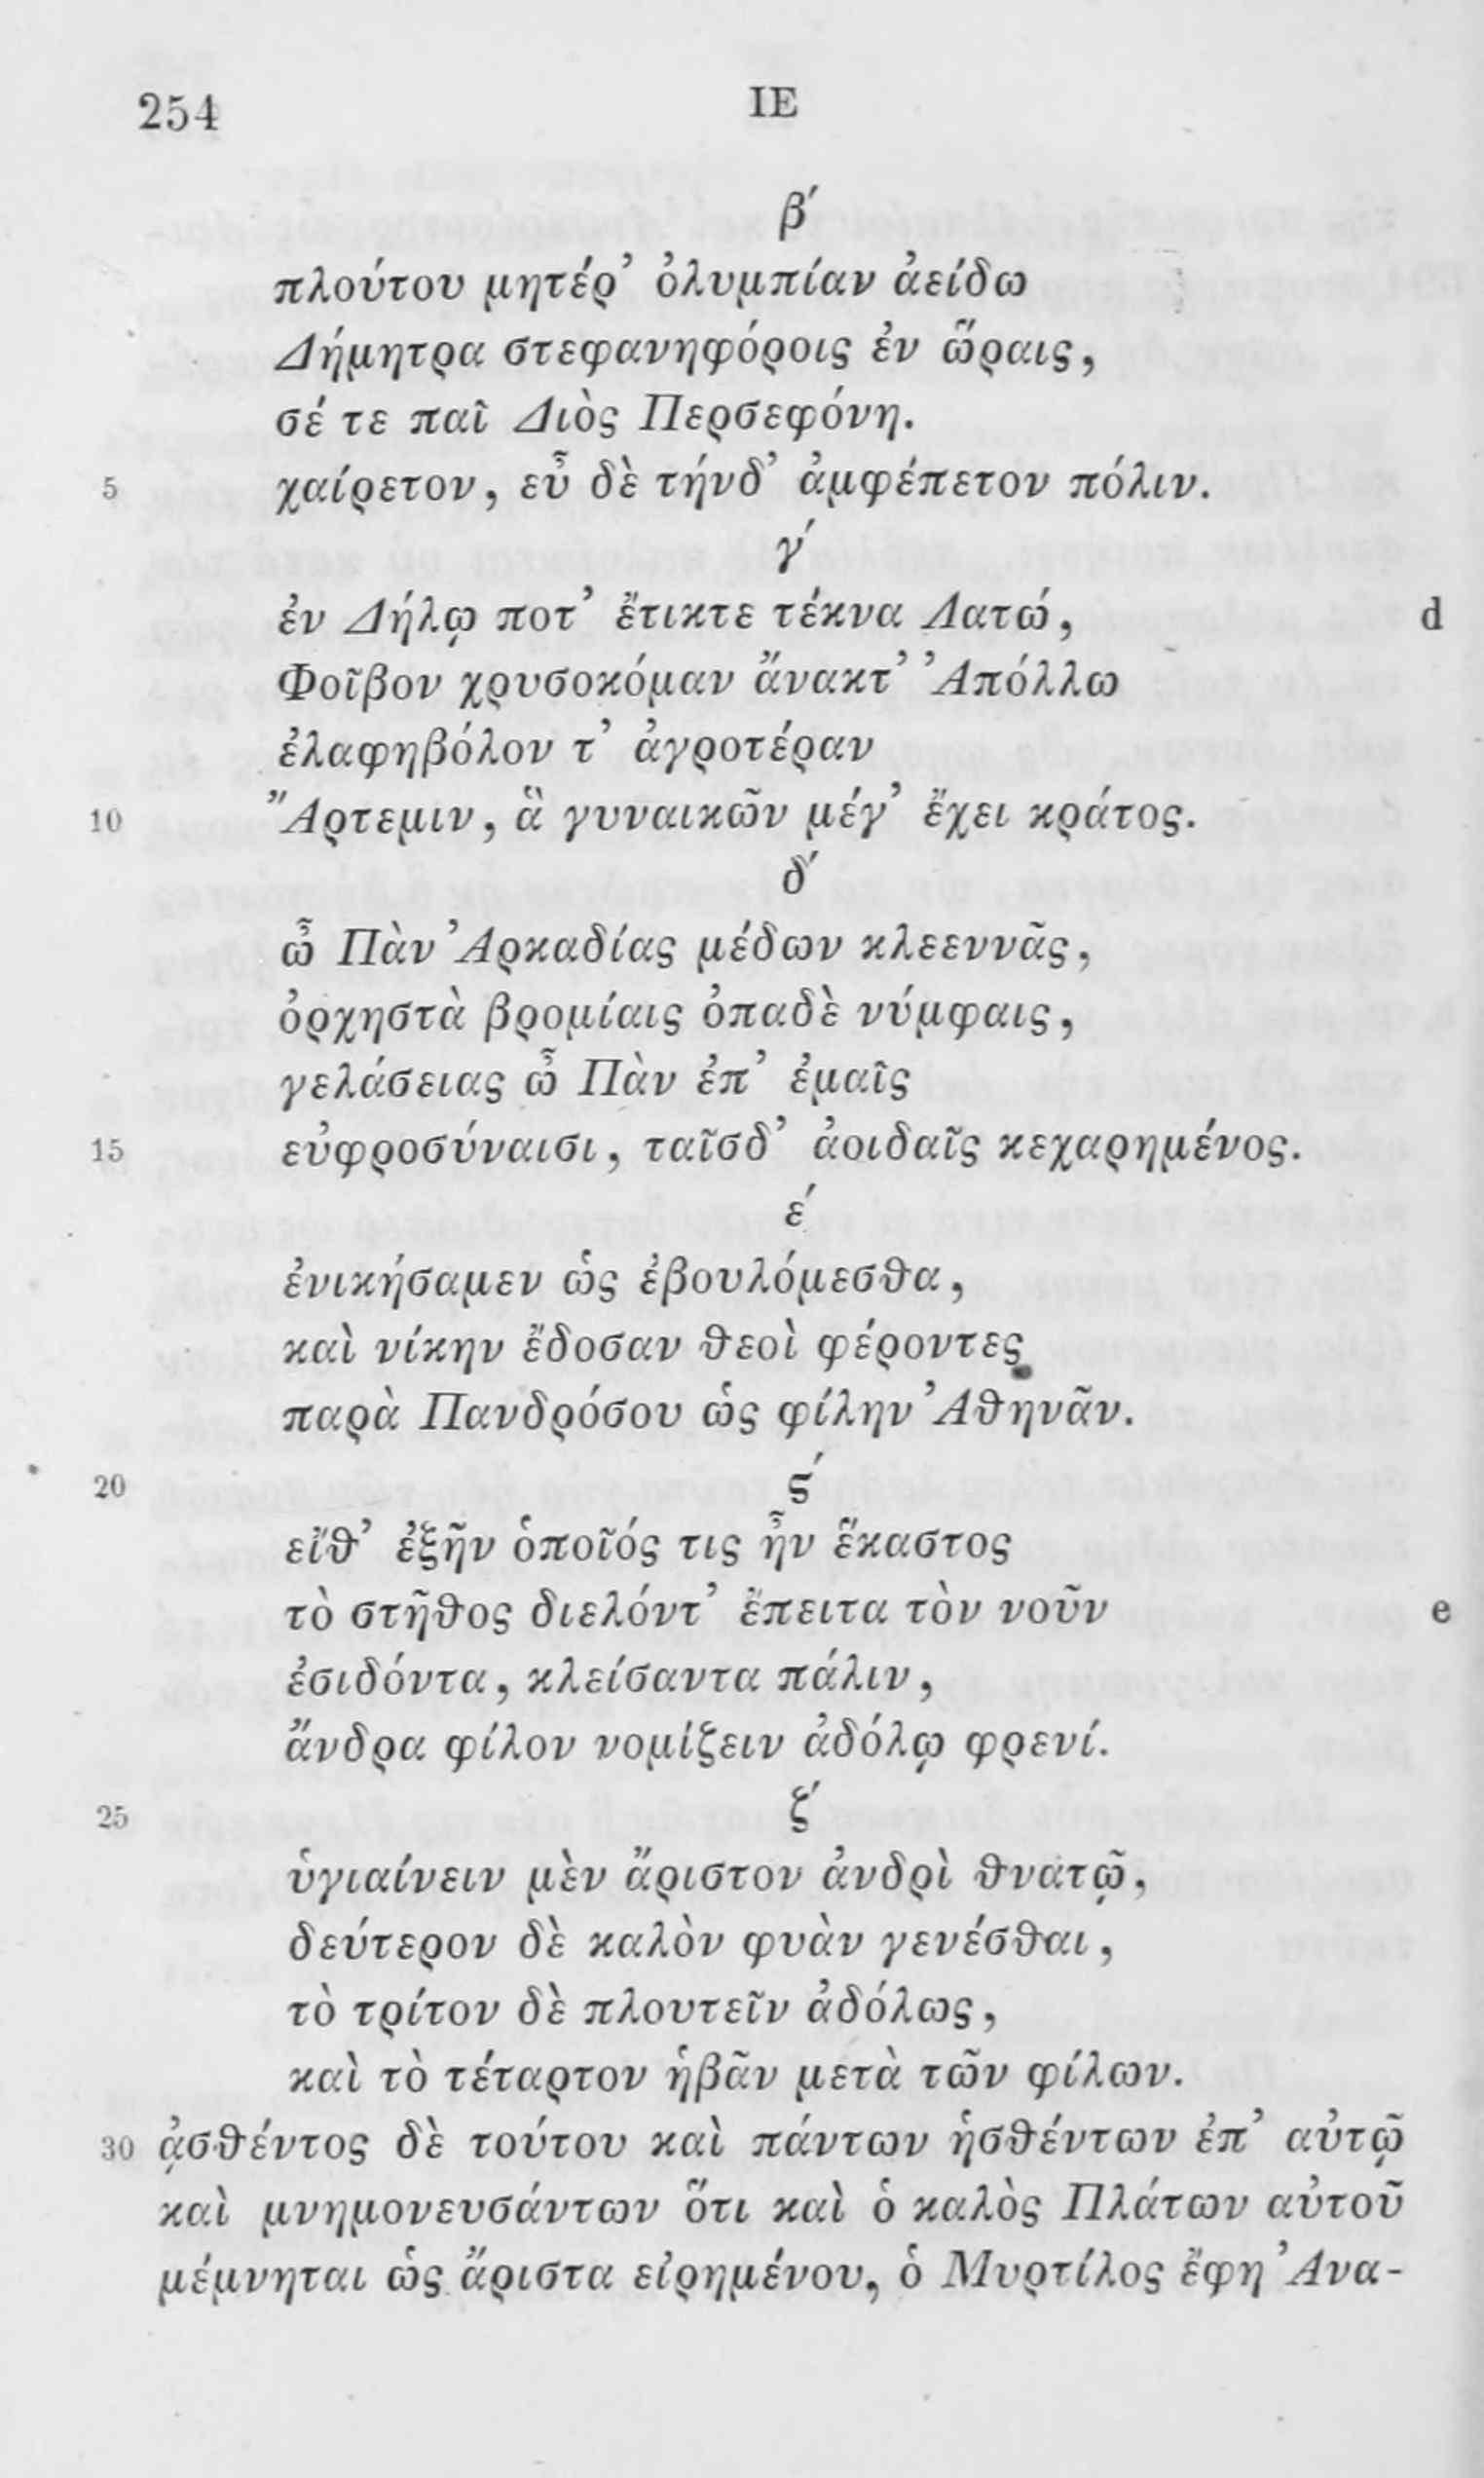 254
ΙΕ
β′
πλούτου μητέρ’ ὀλυμπίαν ἀείδω
Δήμητρα στεφανηφόροις ἐν ὥραις,
σέ τε παῖ Διὸς Περσεφόνη.
5 χαίρετον, εὖ δὲ τήνδ’ ἀμφέπετον πόλιν.
γ′
ἐν Δήλῳ ποτ’ ἔτικτε τέκνα Λατώ, d
Φοῖβον χρυσοκόμαν ἄνακτ’ Ἀπόλλω
ἐλαφηβόλον τ’ ἀγροτέραν
10 Ἄρτεμιν, ἃ γυναικῶν μέγ’ ἔχει κράτος.
δ′
ὦ Πὰν Ἀρκαδίας μέδων κλεεννᾶς,
ὀρχηστὰ βρομίαις ὀπαδὲ νύμφαις,
γελάσειας ὦ Πὰν ἐπ’ ἐμαῖς
15 εὐφροσύναισι, ταῖσδ’ ἀοιδαῖς κεχαρημένος.
ε′
ἐνικήσαμεν ὡς ἐβουλόμεσθα,
καὶ νίκην ἔδοσαν θεοὶ φέροντες
παρὰ Πανδρόσου ὡς φίλην Ἀθηνᾶν.
20 ϛ′
εἴθ’ ἐξῆν ὁποῖός τις ἦν ἕκαστος
τὸ στῆθος διελόντ’ ἔπειτα τὸν νοῦν e
ἐσιδόντα, κλείσαντα πάλιν,
ἄνδρα φίλον νομίζειν ἀδόλῳ φρενί.
25 ζ′
ὑγιαίνειν μὲν ἄριστον ἀνδρὶ θνατῷ,
δεύτερον δὲ καλὸν φυὰν γενέσθαι,
τὸ τρίτον δὲ πλουτεῖν ἀδόλως,
καὶ τὸ τέταρτον ἡβᾶν μετὰ τῶν φίλων.
30 ᾀσθέντος δὲ τούτου καὶ πάντων ἡσθέντων ἐπ’ αὐτῷ
καὶ μνημονευσάντων ὅτι καὶ ὁ καλὸς Πλάτων αὐτοῦ
μέμνηται ὡς ἄριστα εἰρημένου, ὁ Μυρτίλος ἔφη Ἀνα-